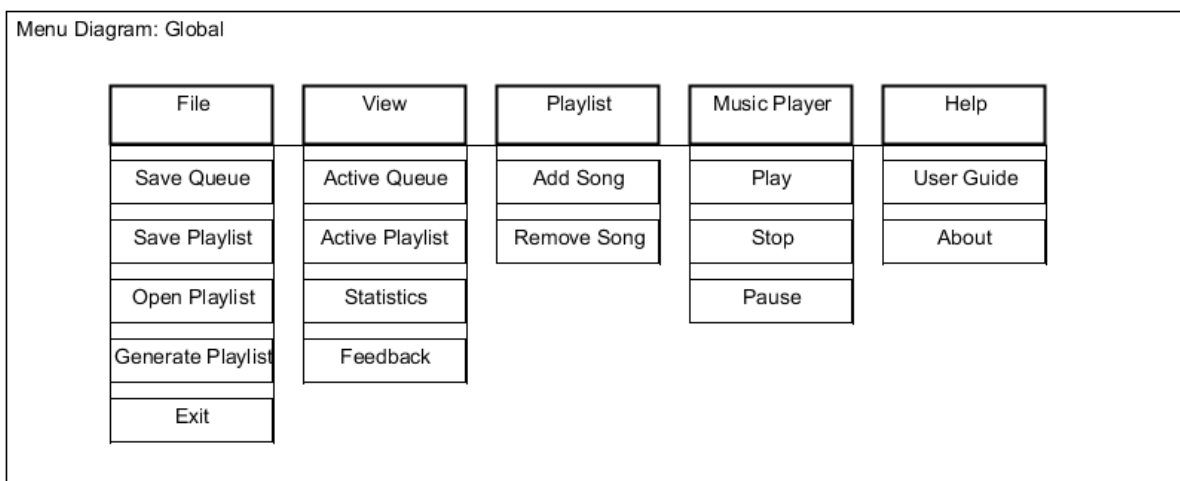 Menu Diagram: Global
File
View
Playlist
Music Player
Help
Save Queue
Active Queue
Add Song
Play
User Guide
Save Playlist
Active Playlist
Remove Song
Stop
About
Open Playlist
Statistics
Pause
Generate Playlist
Feedback
Exit